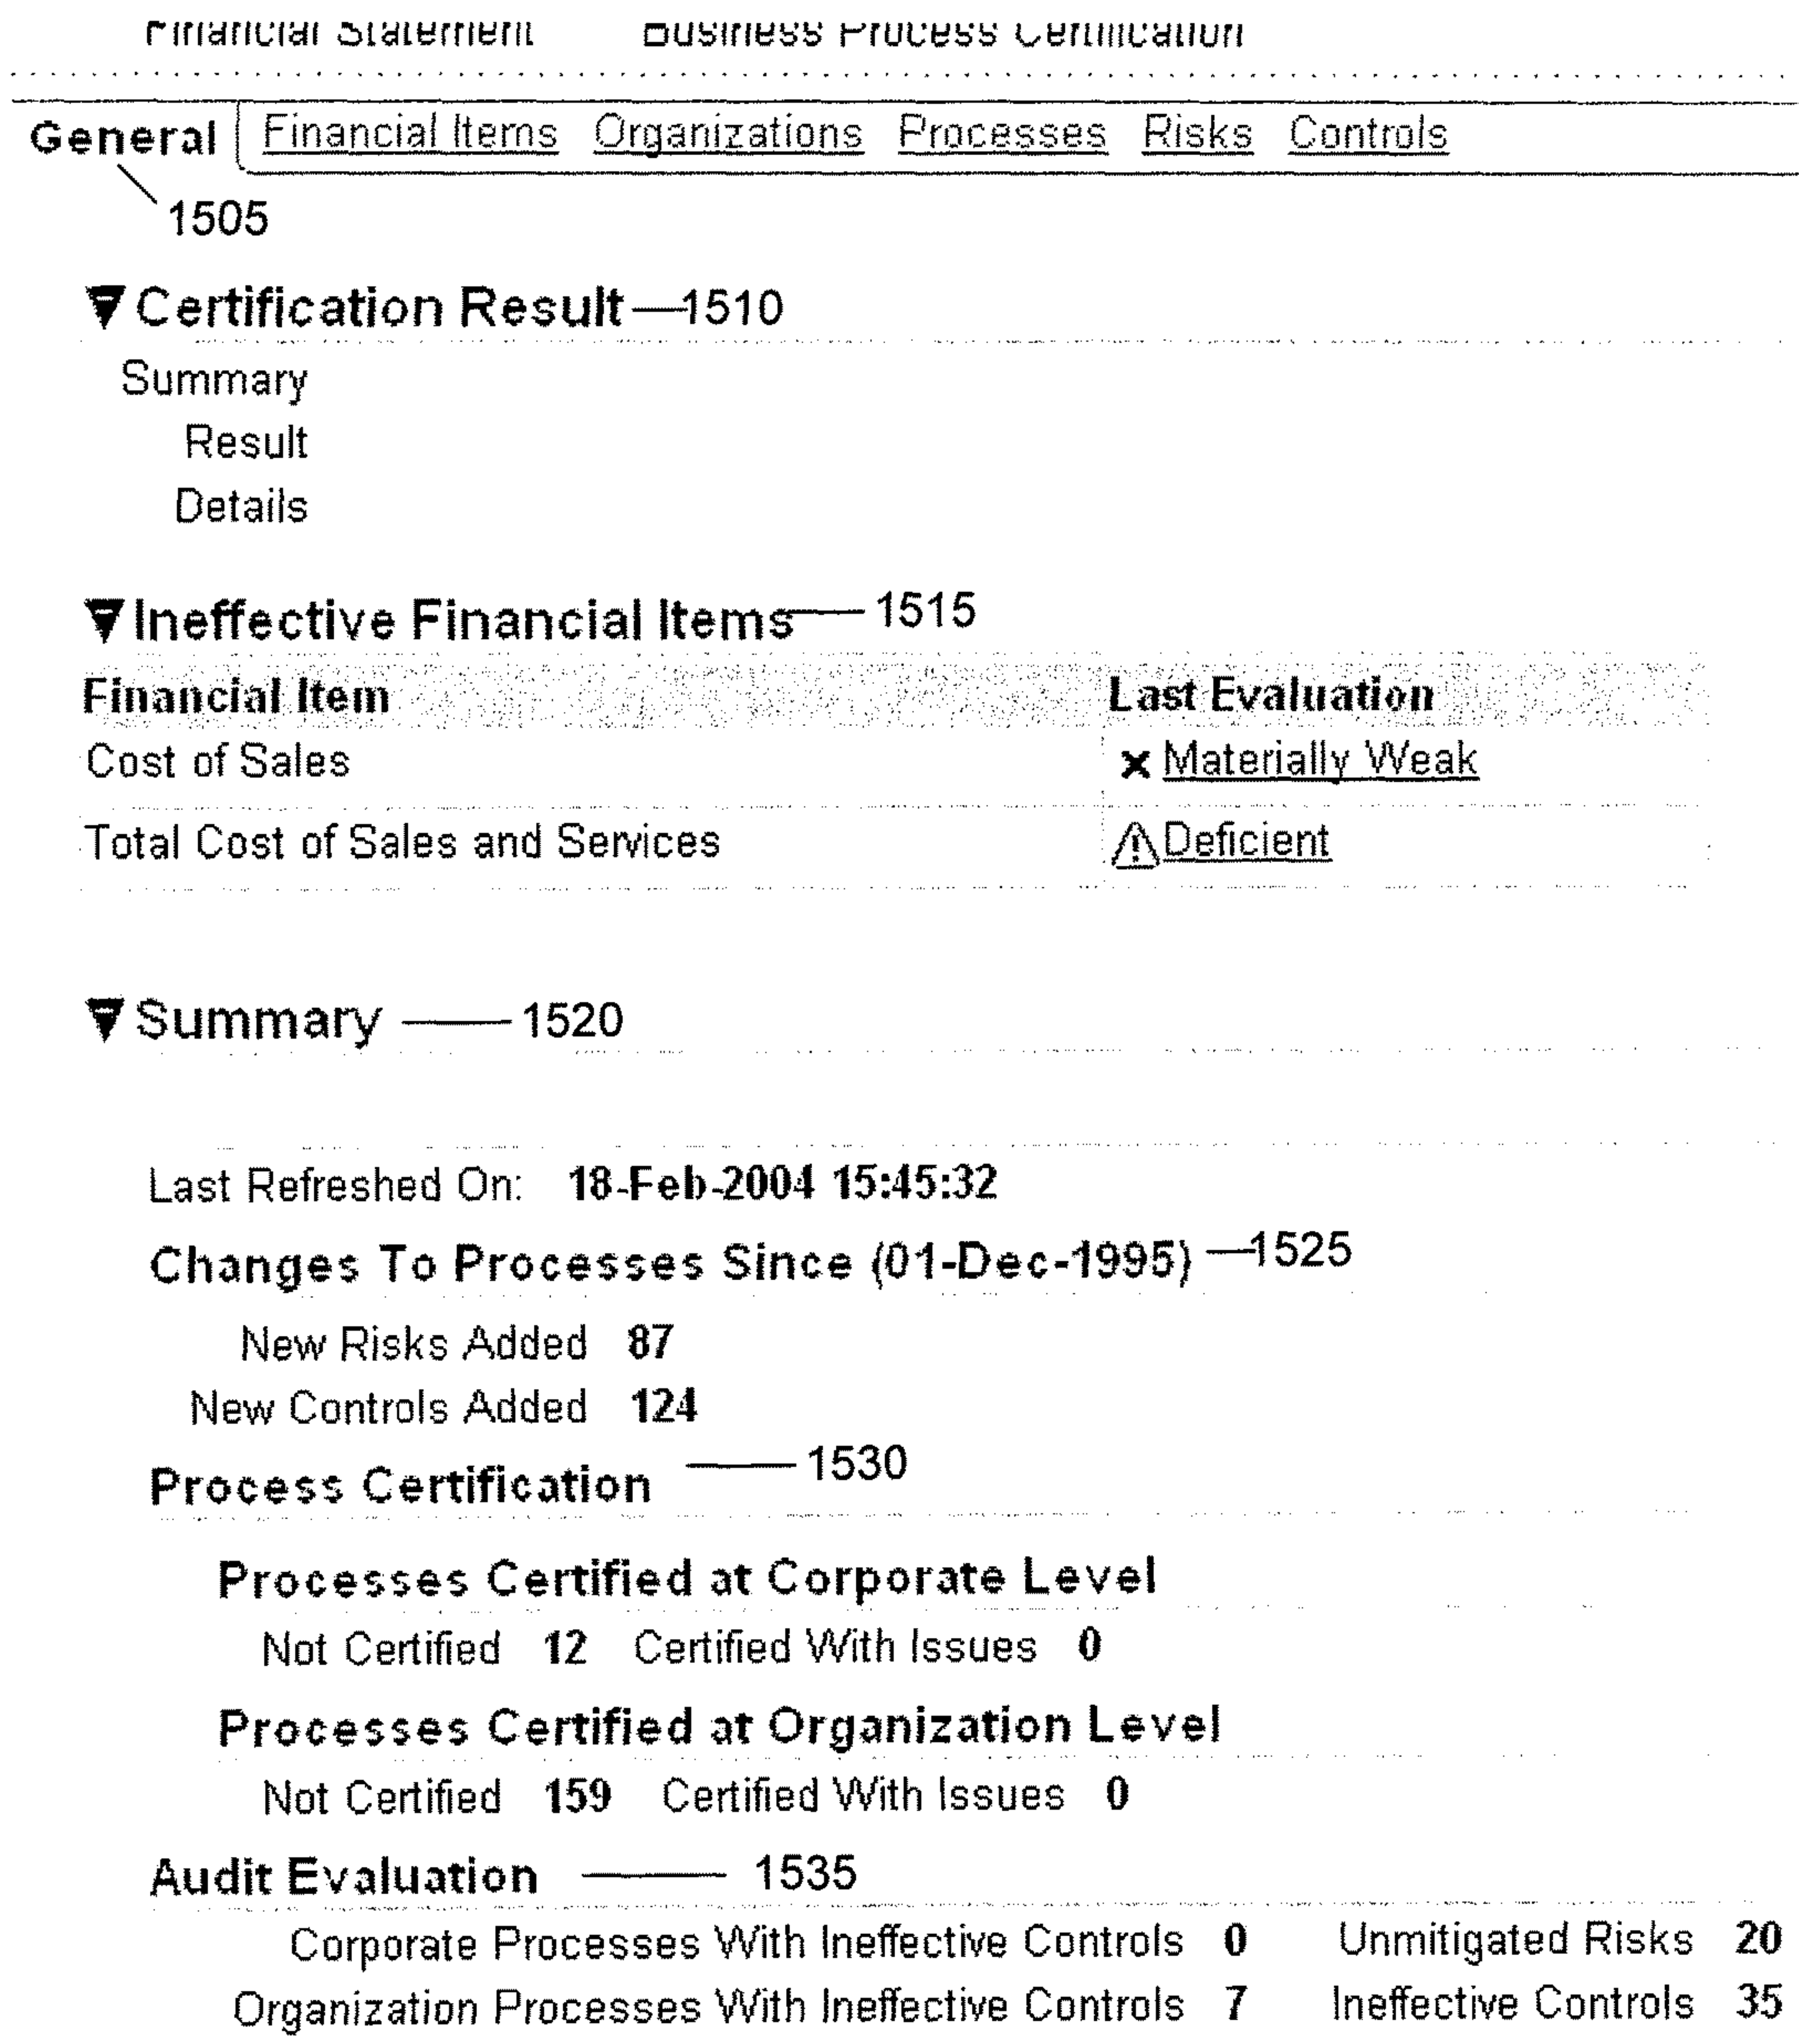 Financial Statement Business Process Certification
General Financial Items Organizations Processes Risks Controls
1505
Certification Result 1510
Summary
Result
Details
Ineffective Financial Items 1515
Financial Item Last Evaluation
Cost of Sales × Materially Weak
Total Cost of Sales and Services ⚠ Deficient
Summary 1520
Last Refreshed On: 18-Feb-2004 15:45:32
Changes To Processes Since (01-Dec-1995) 1525
New Risks Added 87
New Controls Added 124
Process Certification 1530
Processes Certified at Corporate Level
Not Certified 12 Certified With Issues 0
Processes Certified at Organization Level
Not Certified 159 Certified With Issues 0
Audit Evaluation 1535
Corporate Processes With Ineffective Controls 0 Unmitigated Risks 20
Organization Processes With Ineffective Controls 7 Ineffective Controls 35